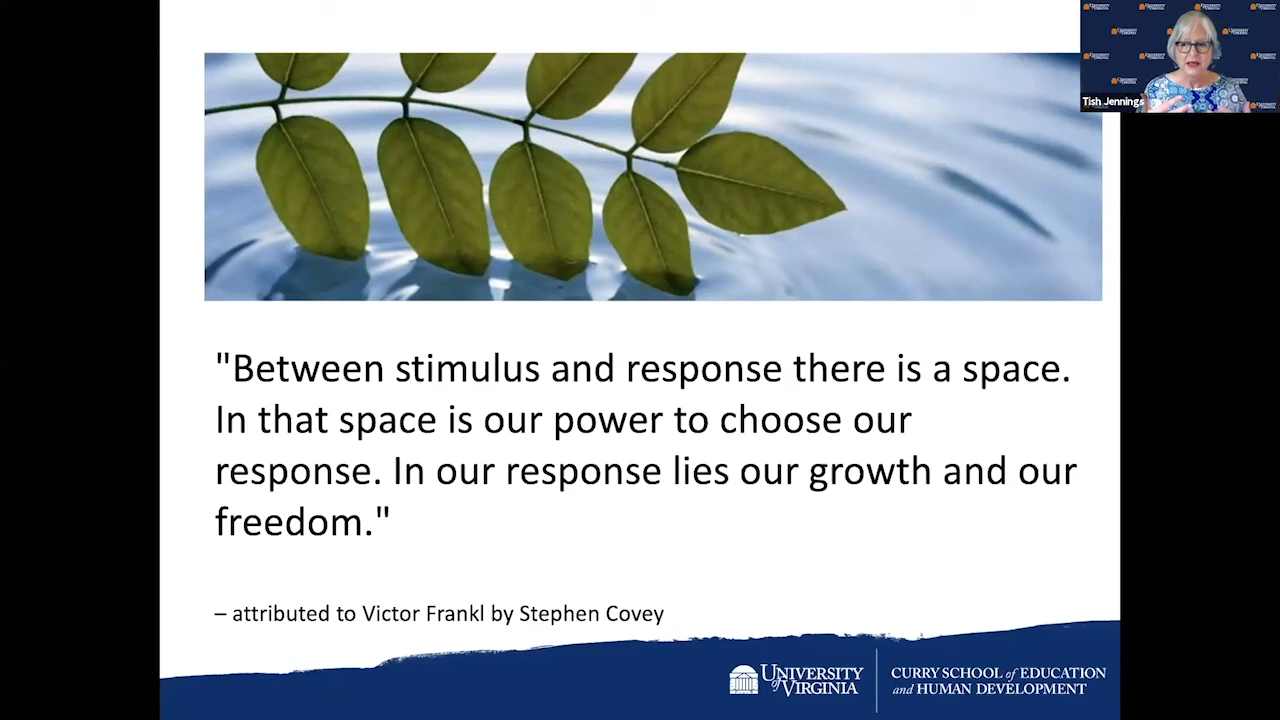 Tish Jennings
"Between stimulus and response there is a space.
In that space is our power to choose our
response. In our response lies our growth and our
freedom."
– attributed to Victor Frankl by Stephen Covey
UNIVERSITY
of VIRGINIA
CURRY SCHOOL of EDUCATION
and HUMAN DEVELOPMENT